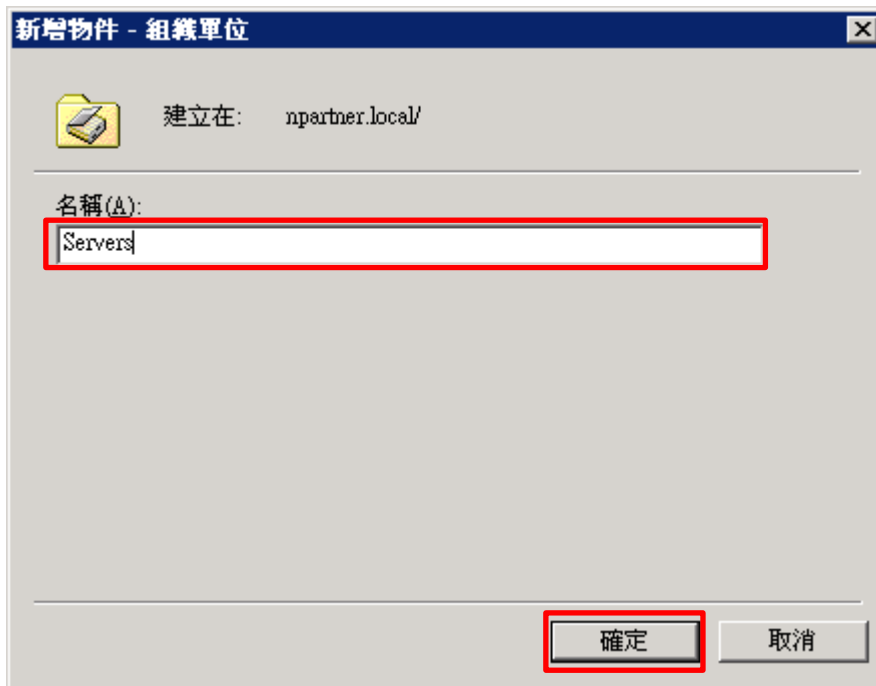 新增物件 - 組織單位
建立在: npartner.local/
名稱(A):
Servers
確定 取消